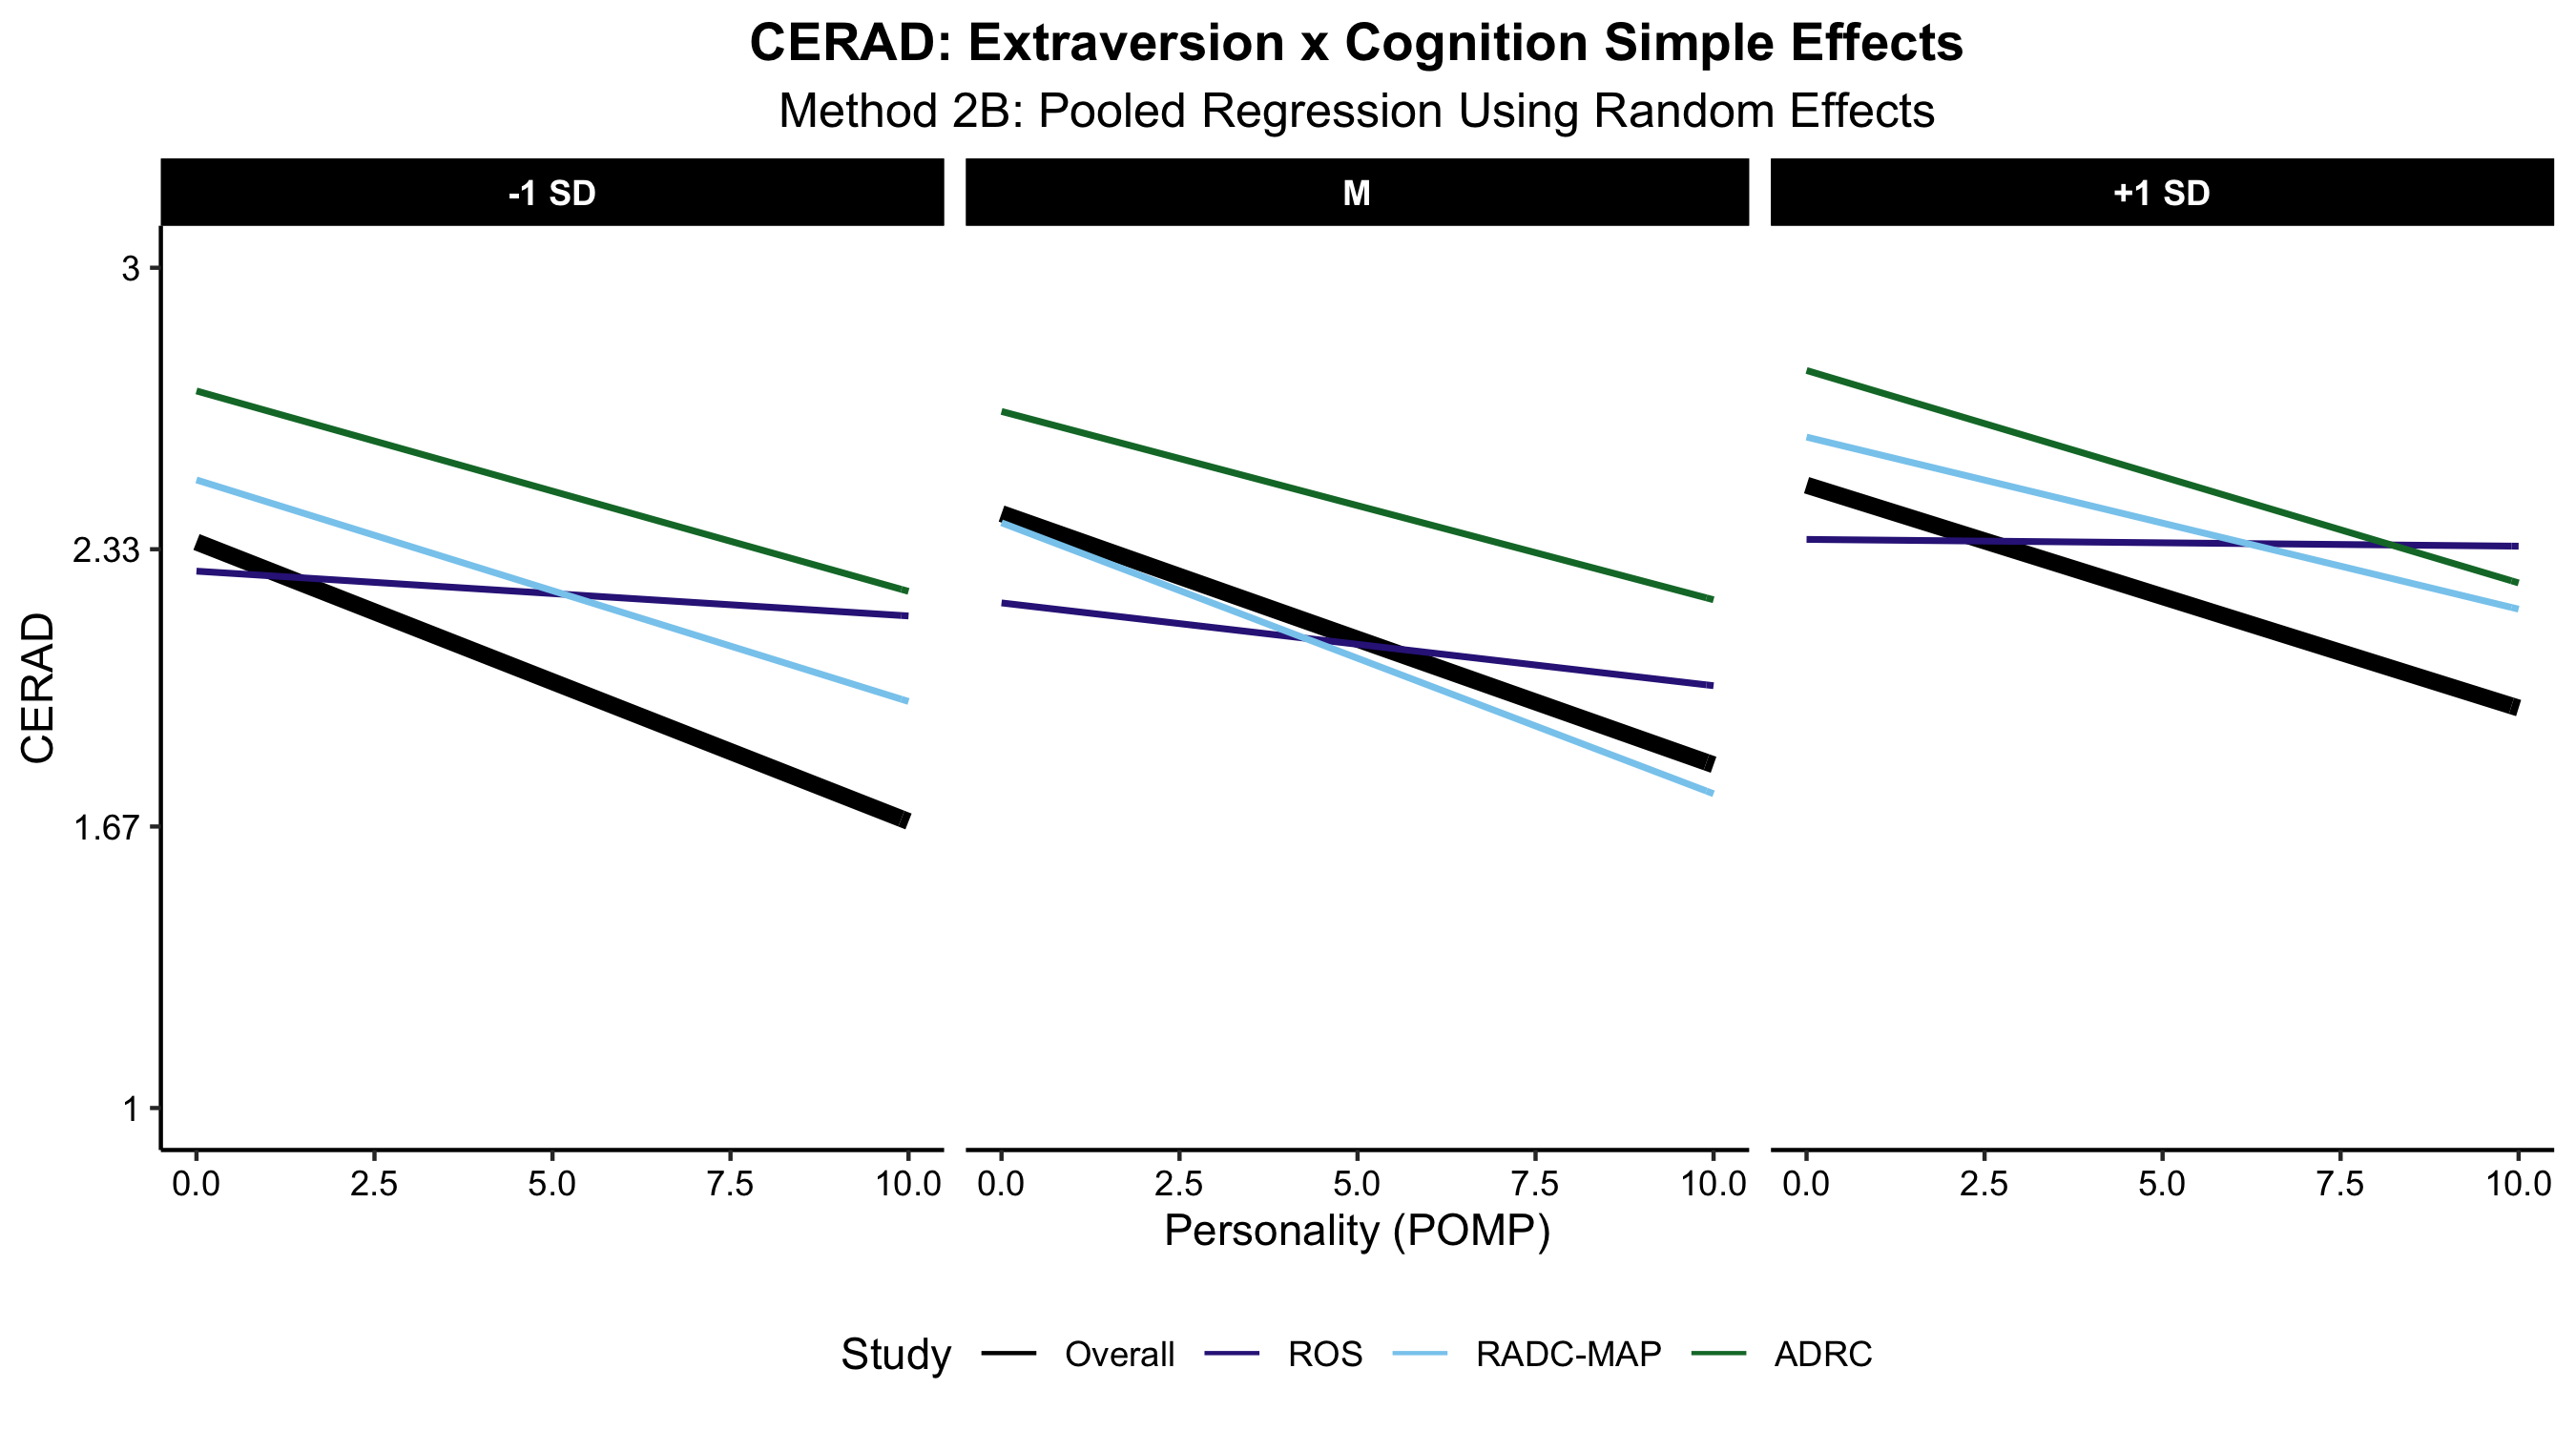 CERAD: Extraversion x Cognition Simple Effects
Method 2B: Pooled Regression Using Random Effects
-1 SD M +1 SD
3
2.33
1.67
1
CERAD
0.0 2.5 5.0 7.5 10.0 0.0 2.5 5.0 7.5 10.0 0.0 2.5 5.0 7.5 10.0
Personality (POMP)
Study Overall ROS RADC-MAP ADRC